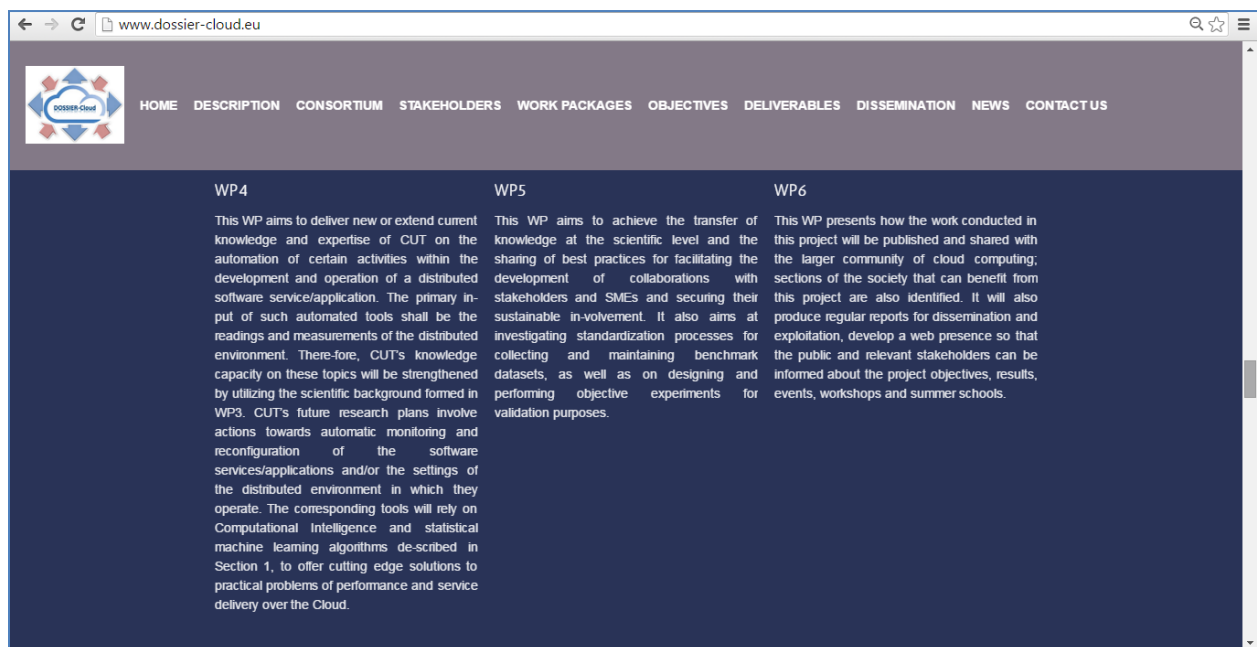 www.dossier-cloud.eu
DOSSIER-Cloud
HOME DESCRIPTION CONSORTIUM STAKEHOLDERS WORK PACKAGES OBJECTIVES DELIVERABLES DISSEMINATION NEWS CONTACT US
WP4
This WP aims to deliver new or extend current
knowledge and expertise of CUT on the
automation of certain activities within the
development and operation of a distributed
software service/application. The primary in-
put of such automated tools shall be the
readings and measurements of the distributed
environment. There-fore, CUT's knowledge
capacity on these topics will be strengthened
by utilizing the scientific background formed in
WP3. CUT's future research plans involve
actions towards automatic monitoring and
reconfiguration of the software
services/applications and/or the settings of
the distributed environment in which they
operate. The corresponding tools will rely on
Computational Intelligence and statistical
machine learning algorithms de-scribed in
Section 1, to offer cutting edge solutions to
practical problems of performance and service
delivery over the Cloud.
WP5
This WP aims to achieve the transfer of
knowledge at the scientific level and the
sharing of best practices for facilitating the
development of collaborations with
stakeholders and SMEs and securing their
sustainable in-volvement. It also aims at
investigating standardization processes for
collecting and maintaining benchmark
datasets, as well as on designing and
performing objective experiments for
validation purposes.
WP6
This WP presents how the work conducted in
this project will be published and shared with
the larger community of cloud computing;
sections of the society that can benefit from
this project are also identified. It will also
produce regular reports for dissemination and
exploitation, develop a web presence so that
the public and relevant stakeholders can be
informed about the project objectives, results,
events, workshops and summer schools.